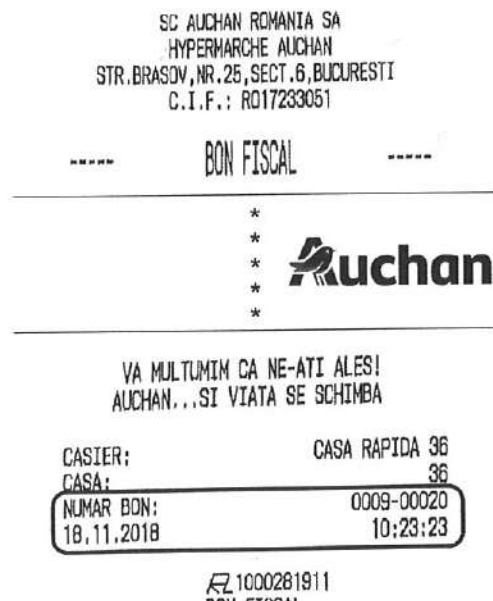 SC AUCHAN ROMANIA SA
HYPERMARCHE AUCHAN
STR.BRASOV,NR.25,SECT.6,BUCURESTI
C.I.F.: RO17233051
----- BON FISCAL -----
*
*
*
*
*
Auchan
VA MULTUMIM CA NE-ATI ALES!
AUCHAN...SI VIATA SE SCHIMBA
CASIER: CASA RAPIDA 36
CASA: 36
NUMAR BON: 0009-00020
18.11.2018 10:23:23
1000281911
BON FISCAL